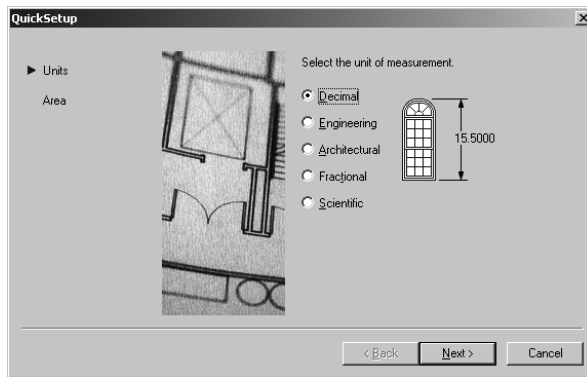 QuickSetup
Units
Area
Select the unit of measurement.
Decimal
Engineering
Architectural
Fractional
Scientific
15.5000
< Back
Next >
Cancel